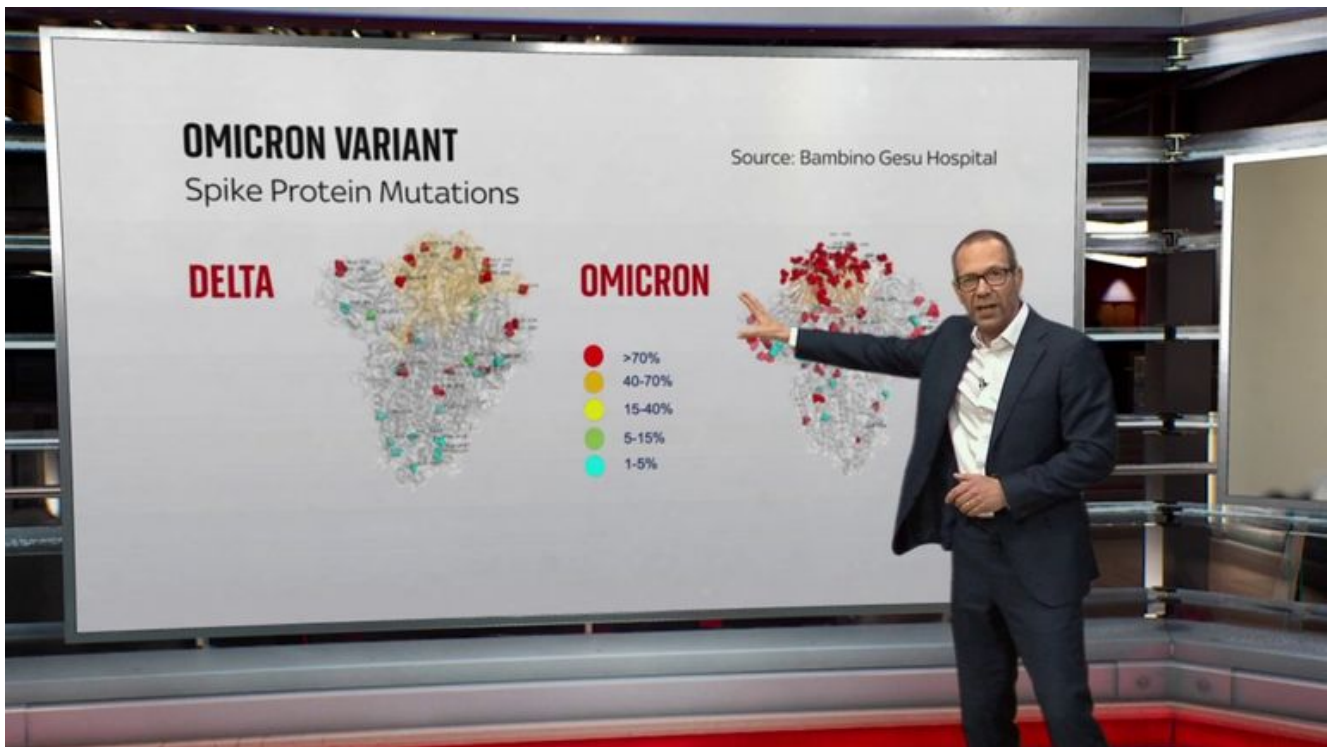 OMICRON VARIANT
Spike Protein Mutations
Source: Bambino Gesu Hospital
DELTA
OMICRON
>70%
40-70%
15-40%
5-15%
1-5%